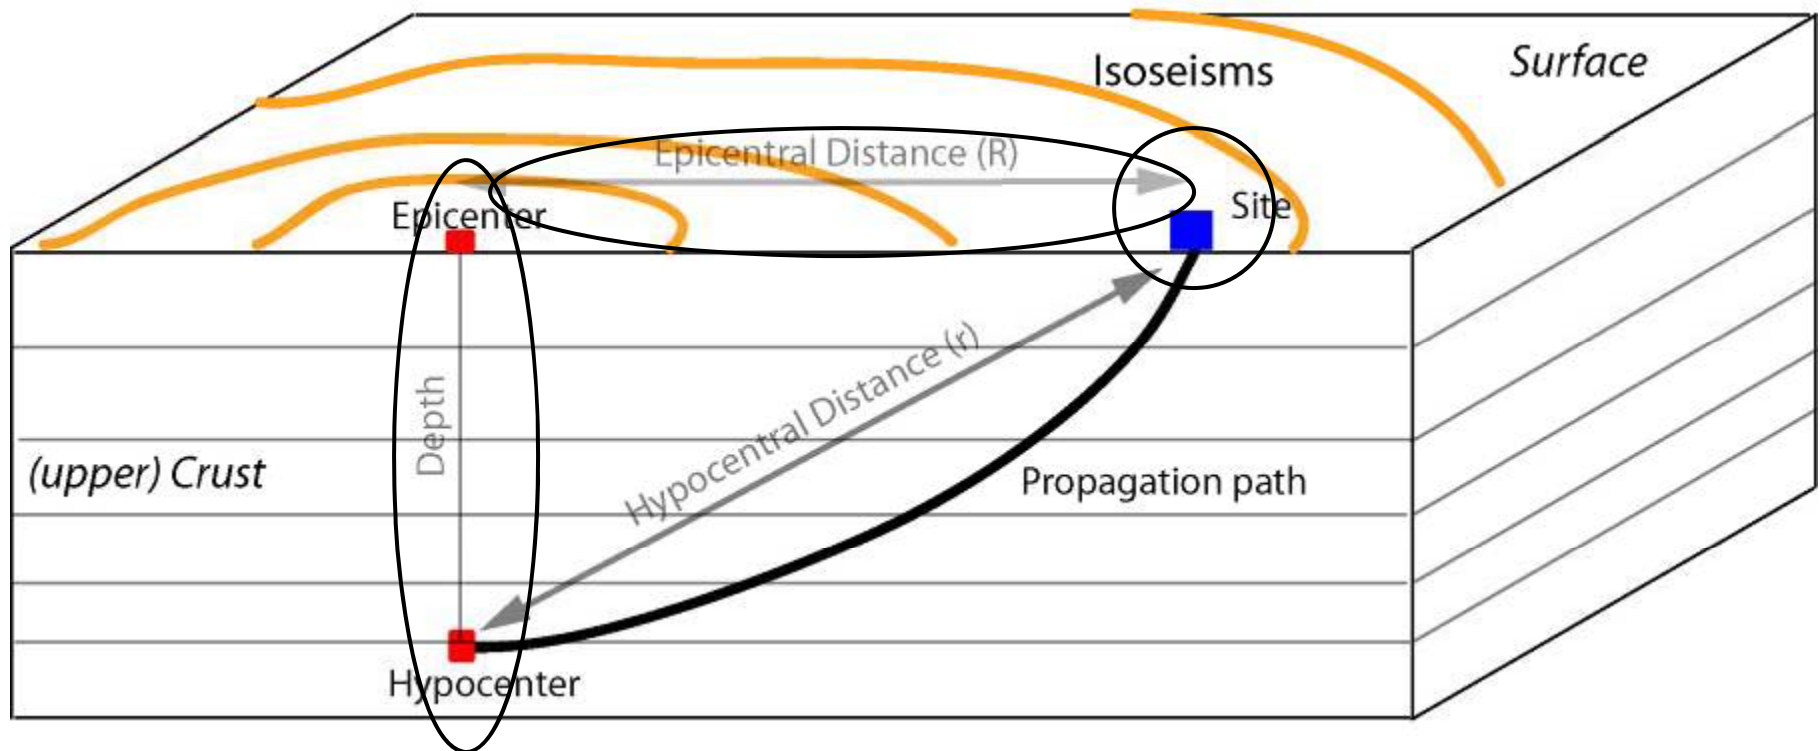 Surface
Isoseisms
Epicentral Distance (R)
Epicenter
Site
Hypocentral Distance (r)
Depth
(upper) Crust
Propagation path
Hypocenter